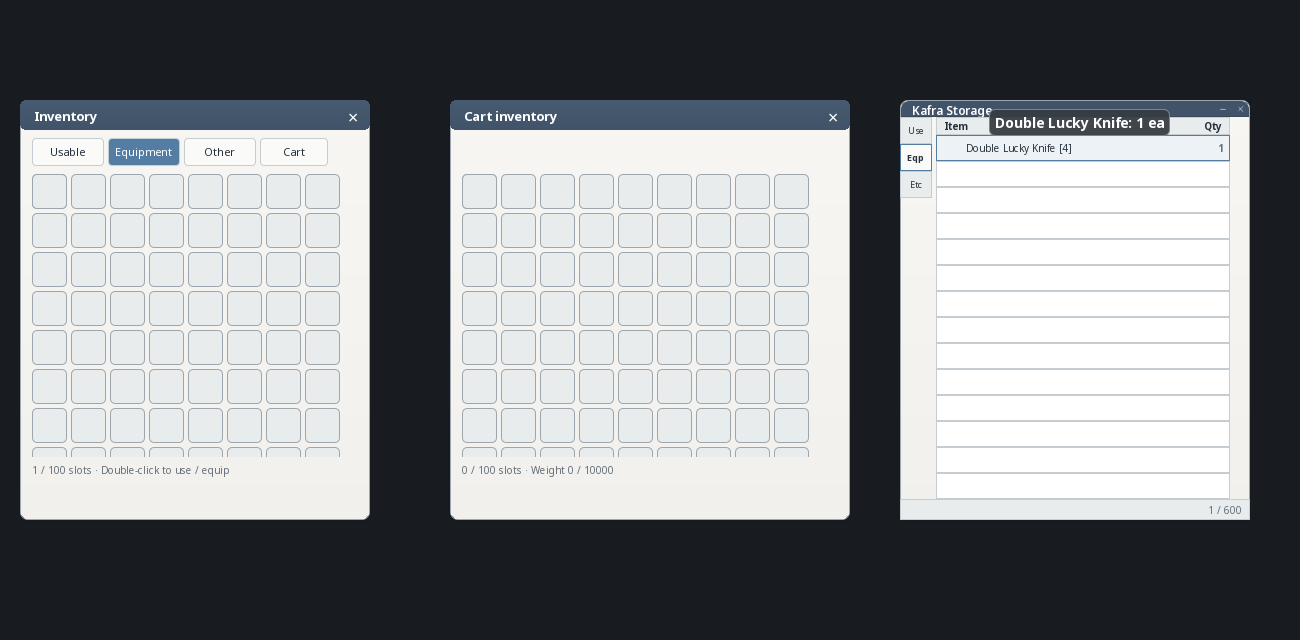 Inventory
×
Usable
Equipment
Other
Cart
1 / 100 slots · Double-click to use / equip
Cart inventory
×
0 / 100 slots · Weight 0 / 10000
Kafra Storage
− ×
Double Lucky Knife: 1 ea
Use
Eqp
Etc
Item
Qty
Double Lucky Knife [4]
1
1 / 600